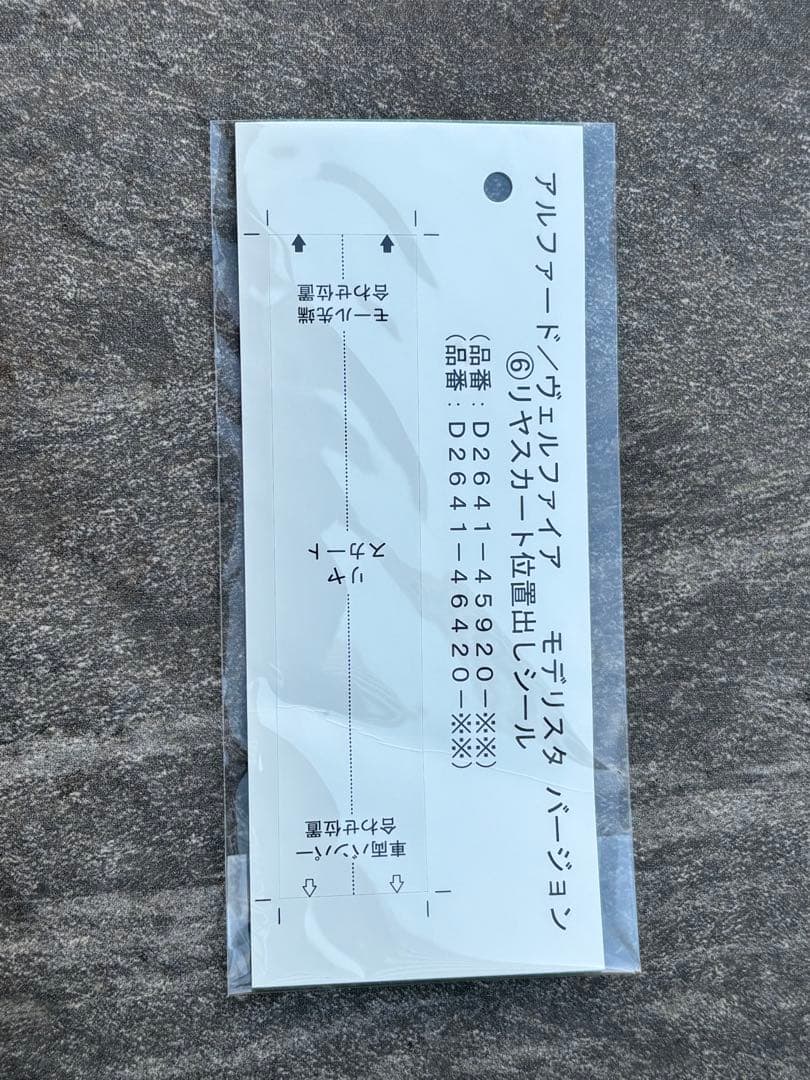 アルファード／ヴェルファイア　モデリスタ バージョン
⑥リヤスカート位置出しシール
（品番：Ｄ２６４１－４５９２０－※※）
（品番：Ｄ２６４１－４６４２０－※※）
モール先端
合わせ位置
リヤ
スカート
車両バンパー
合わせ位置